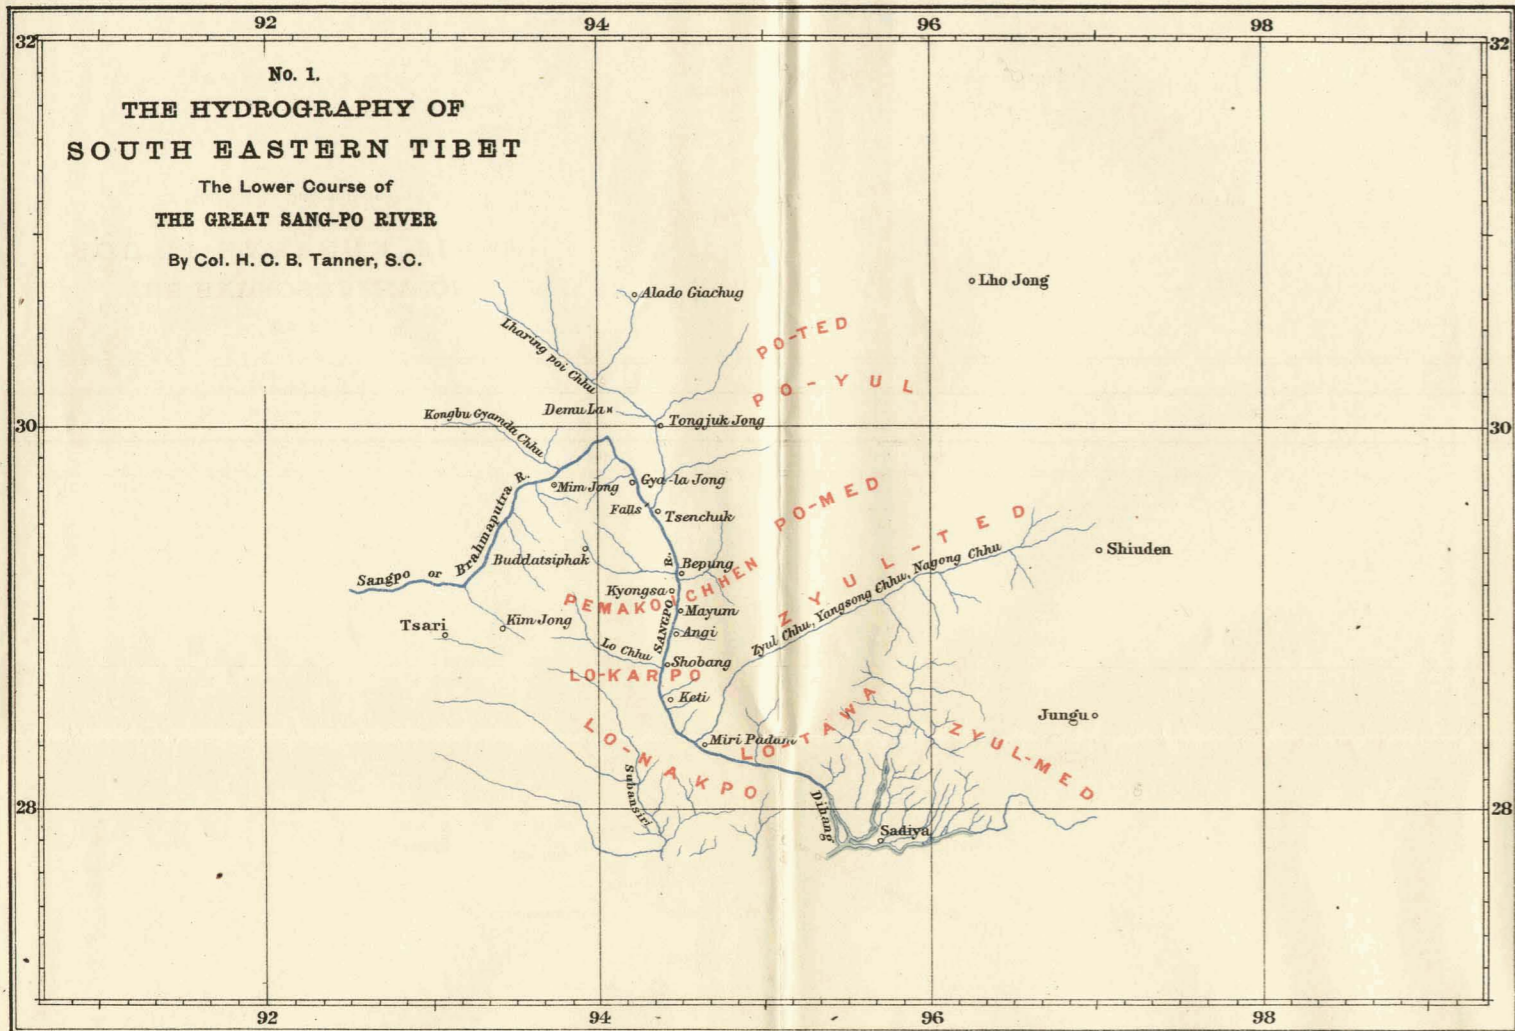 92 94 96 98
32 32
No. 1.
THE HYDROGRAPHY OF
SOUTH EASTERN TIBET
The Lower Course of
THE GREAT SANG-PO RIVER
By Col. H. C. B. Tanner, S.C.
Lho Jong
Alado Giachug
Lharing poi Chhu
PO-TED
PO-YUL
Demu La
Kongbu Gyamda Chhu
Tongjuk Jong
30 30
Mim Jong
Gya-la Jong
Falls
Tsenchuk
PO-MED
Sangpo or Brahmaputra R.
Buddatsiphak
Bepung
ZYUL-TED
Shiuden
Zyul Chhu, Yangsong Chhu, Nagong Chhu
Kyongsa
PEMAKOICHHEN
SANGPO R.
Mayum
Tsari
Kim Jong
Angi
Lo Chhu
Shobang
LO-KARPO
Keti
LO-TAWA
Jungu
LO-NAKPO
Miri Padam
ZYUL-MED
Subansiri
Dihang
Sadiya
28 28
92 94 96 98